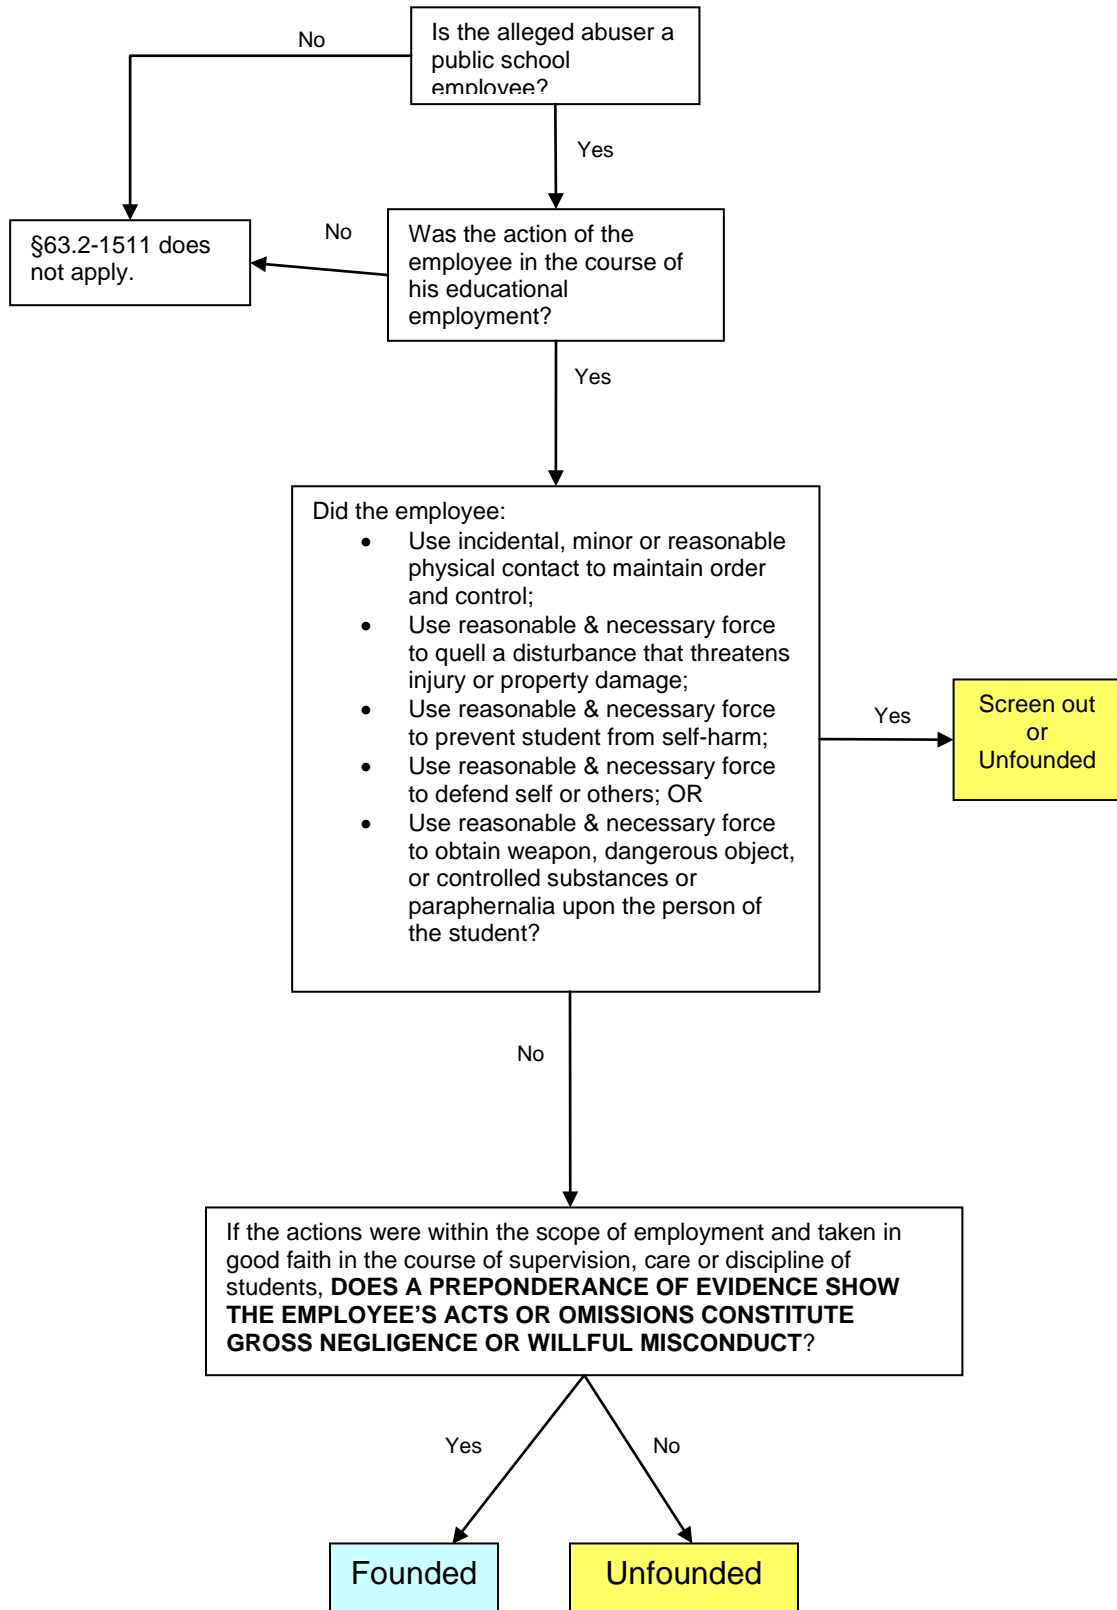 Is the alleged abuser a
public school
employee?
No
Yes
§63.2-1511 does
not apply.
No
Was the action of the
employee in the course of
his educational
employment?
Yes
Did the employee:
• Use incidental, minor or reasonable
physical contact to maintain order
and control;
• Use reasonable & necessary force
to quell a disturbance that threatens
injury or property damage;
• Use reasonable & necessary force
to prevent student from self-harm;
• Use reasonable & necessary force
to defend self or others; OR
• Use reasonable & necessary force
to obtain weapon, dangerous object,
or controlled substances or
paraphernalia upon the person of
the student?
Yes
Screen out
or
Unfounded
No
If the actions were within the scope of employment and taken in
good faith in the course of supervision, care or discipline of
students, DOES A PREPONDERANCE OF EVIDENCE SHOW
THE EMPLOYEE’S ACTS OR OMISSIONS CONSTITUTE
GROSS NEGLIGENCE OR WILLFUL MISCONDUCT?
Yes
No
Founded
Unfounded